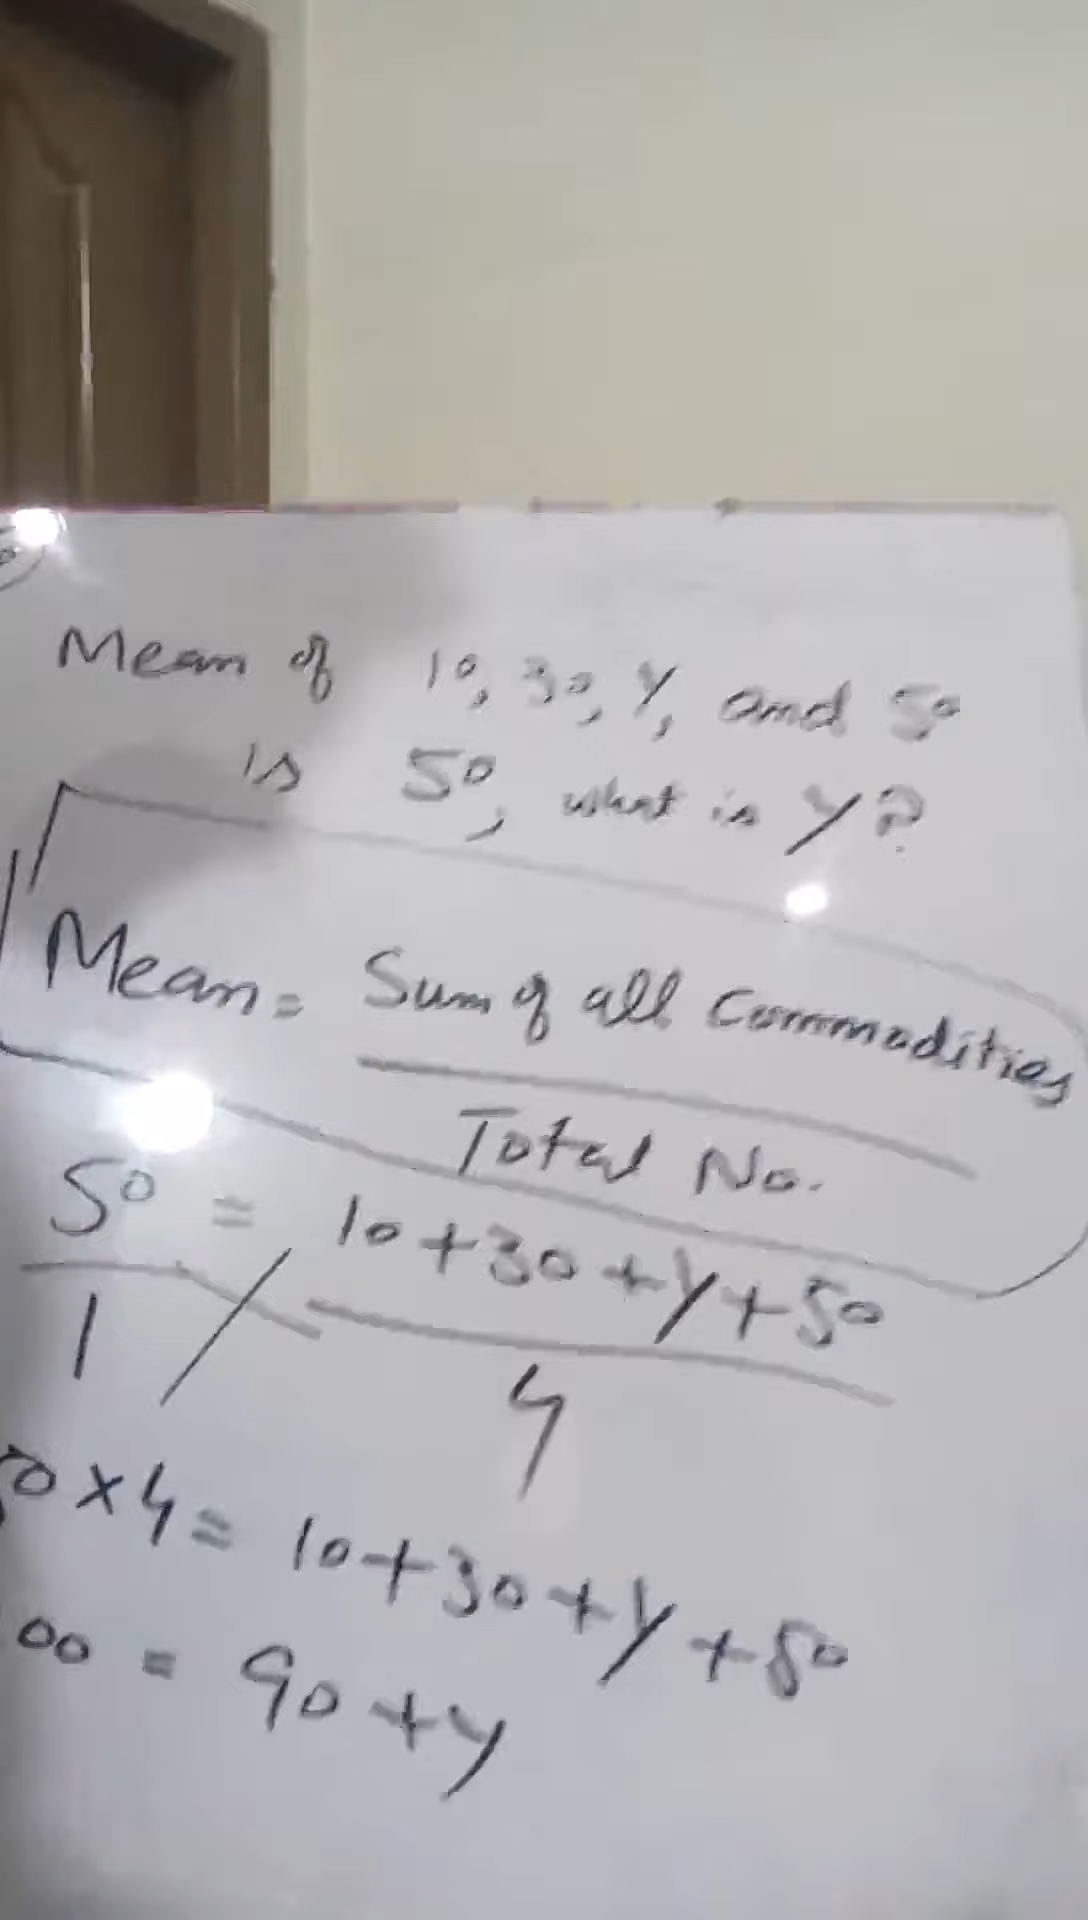 Mean of 10, 30, Y, and 50
is 50, what is Y?
Mean = Sum of all Commodities
Total No.
50 = 10+30+Y+50
1 / 4
0 x 4 = 10+30+Y+50
00 = 90+Y